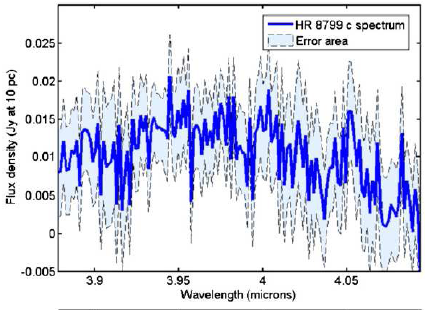 HR 8799 c spectrum
Error area
Flux density (Jy at 10 pc)
0.025
0.02
0.015
0.01
0.005
0
-0.005
3.9
3.95
4
4.05
Wavelength (microns)